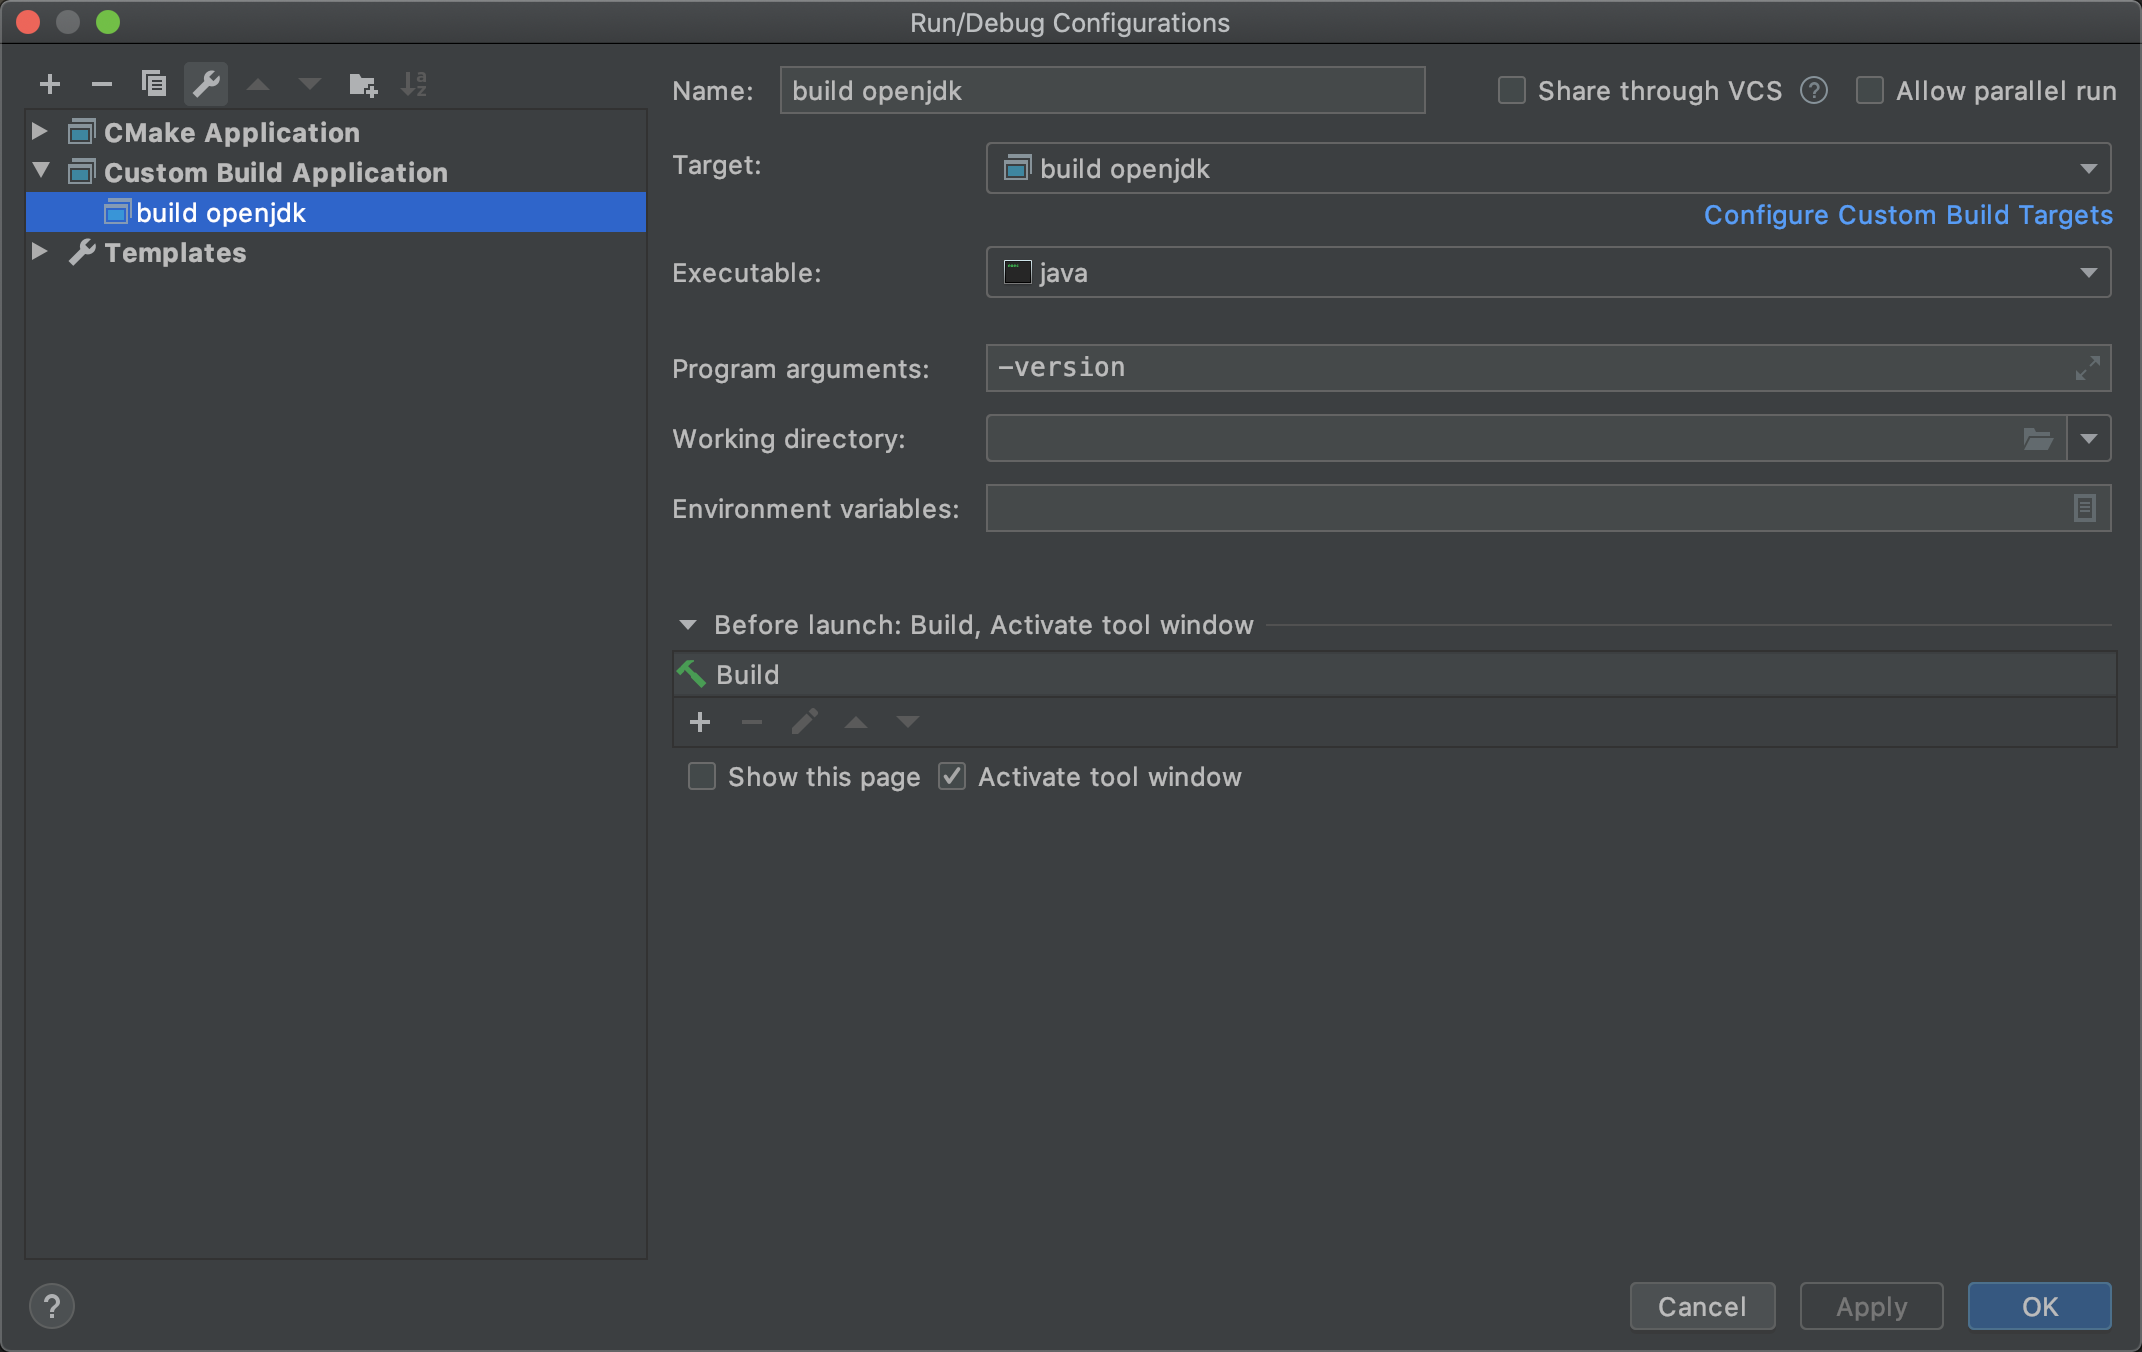 Run/Debug Configurations
Name: build openjdk Share through VCS ? Allow parallel run
CMake Application
Custom Build Application
build openjdk
Templates
Target: build openjdk
Configure Custom Build Targets
Executable: java
Program arguments: -version
Working directory:
Environment variables:
Before launch: Build, Activate tool window
Build
Show this page Activate tool window
? Cancel Apply OK